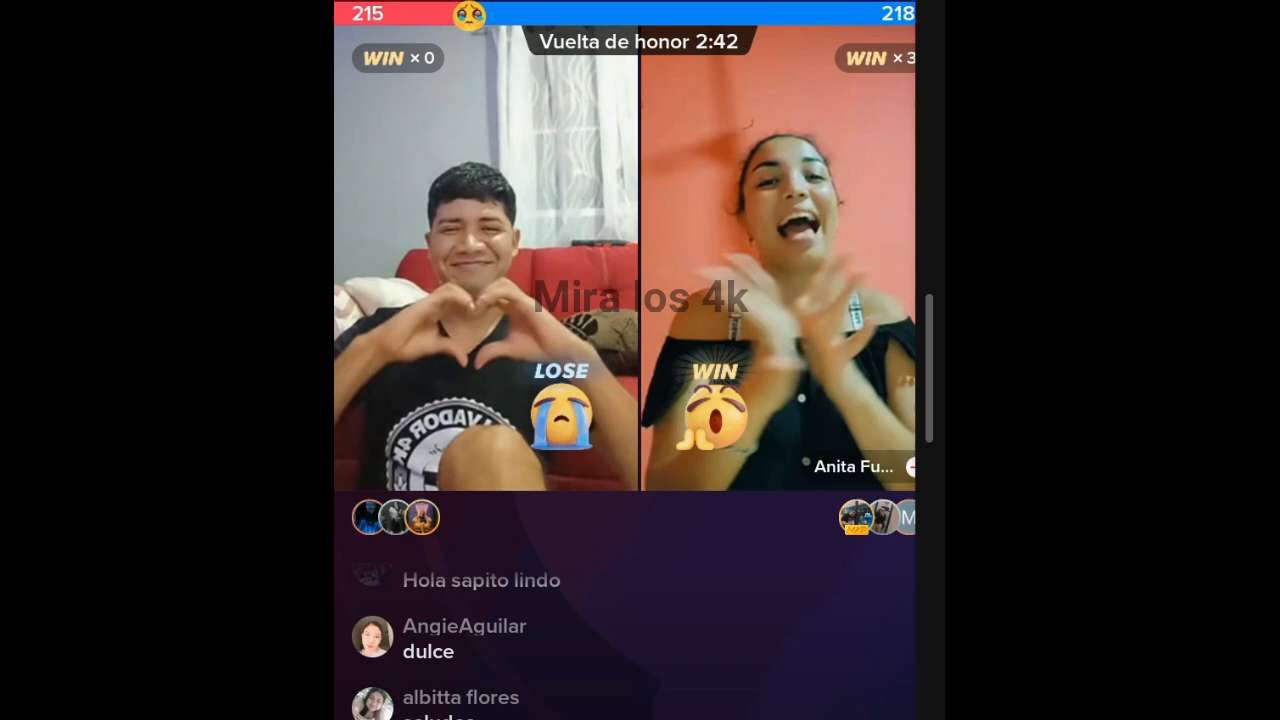 215
218
Vuelta de honor 2:42
WIN × 0
WIN × 3
Mira los 4k
LOSE
WIN
Anita Fu...
Hola sapito lindo
AngieAguilar
dulce
albitta flores